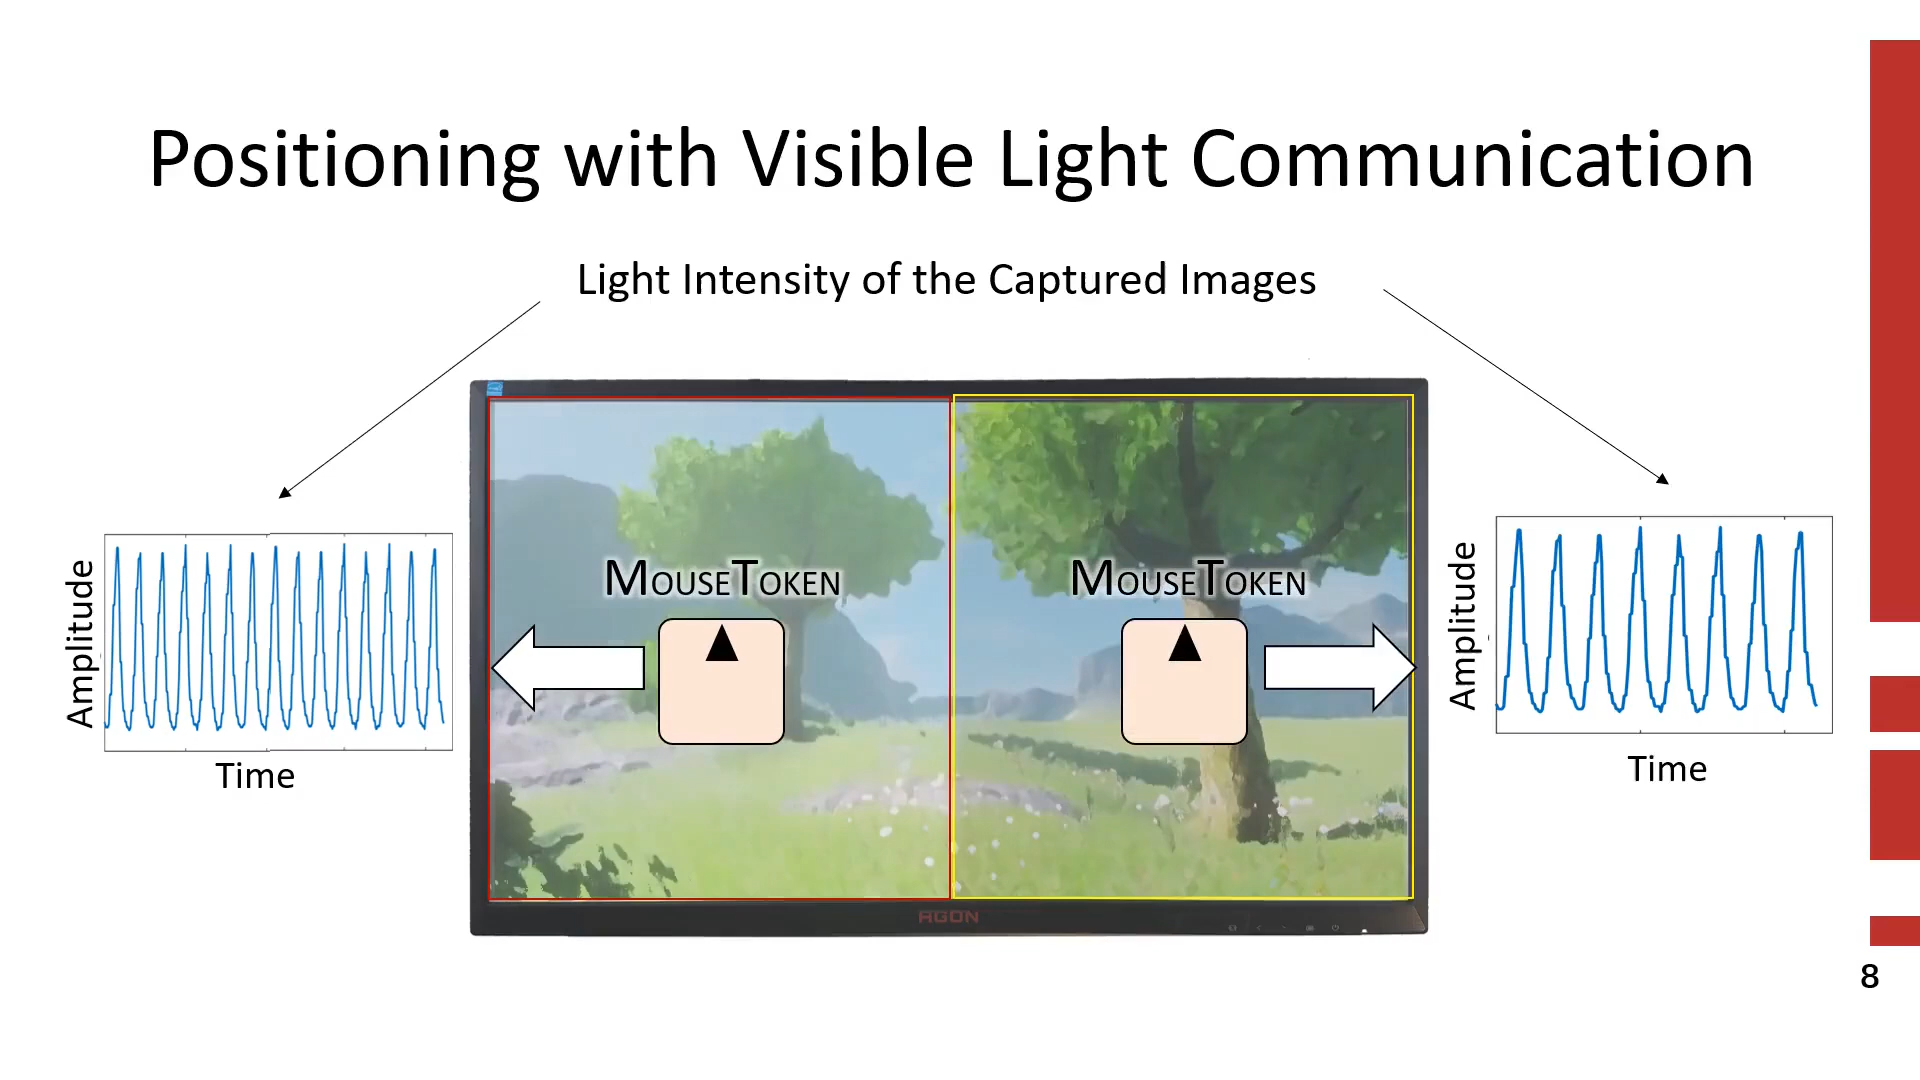 Positioning with Visible Light Communication
Light Intensity of the Captured Images
MOUSETOKEN
MOUSETOKEN
Amplitude
Time
Amplitude
Time
AGON
8